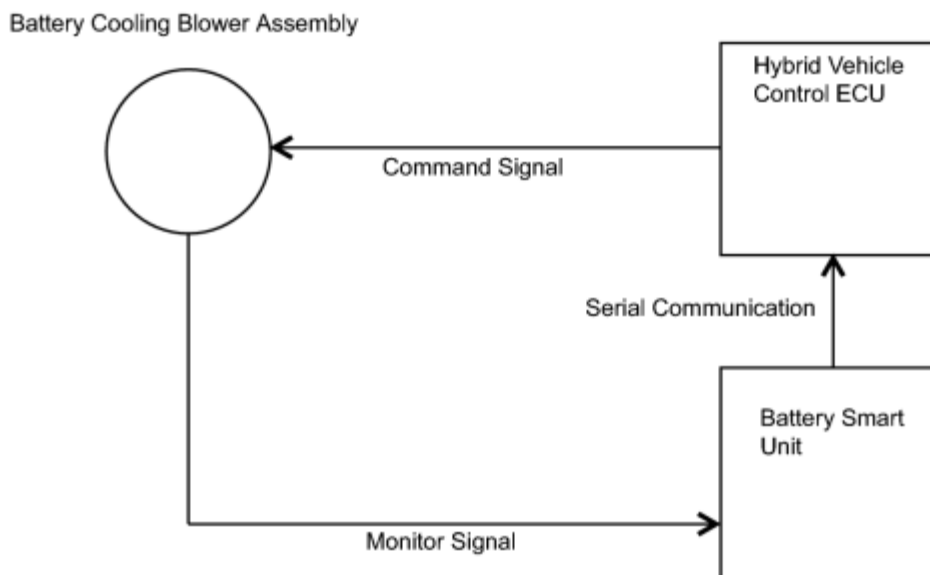 Battery Cooling Blower Assembly
Hybrid Vehicle
Control ECU
Command Signal
Serial Communication
Battery Smart
Unit
Monitor Signal